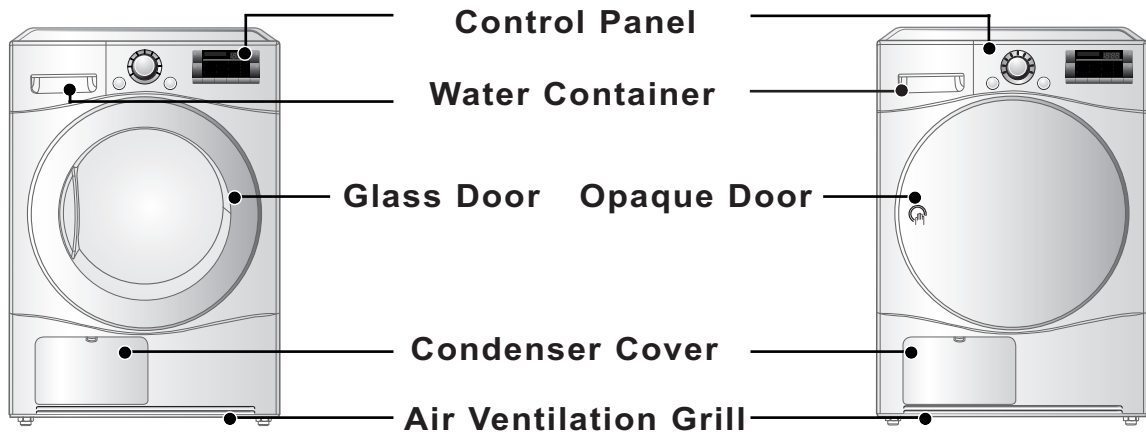 Control Panel
Water Container
Glass Door Opaque Door
Condenser Cover
Air Ventilation Grill